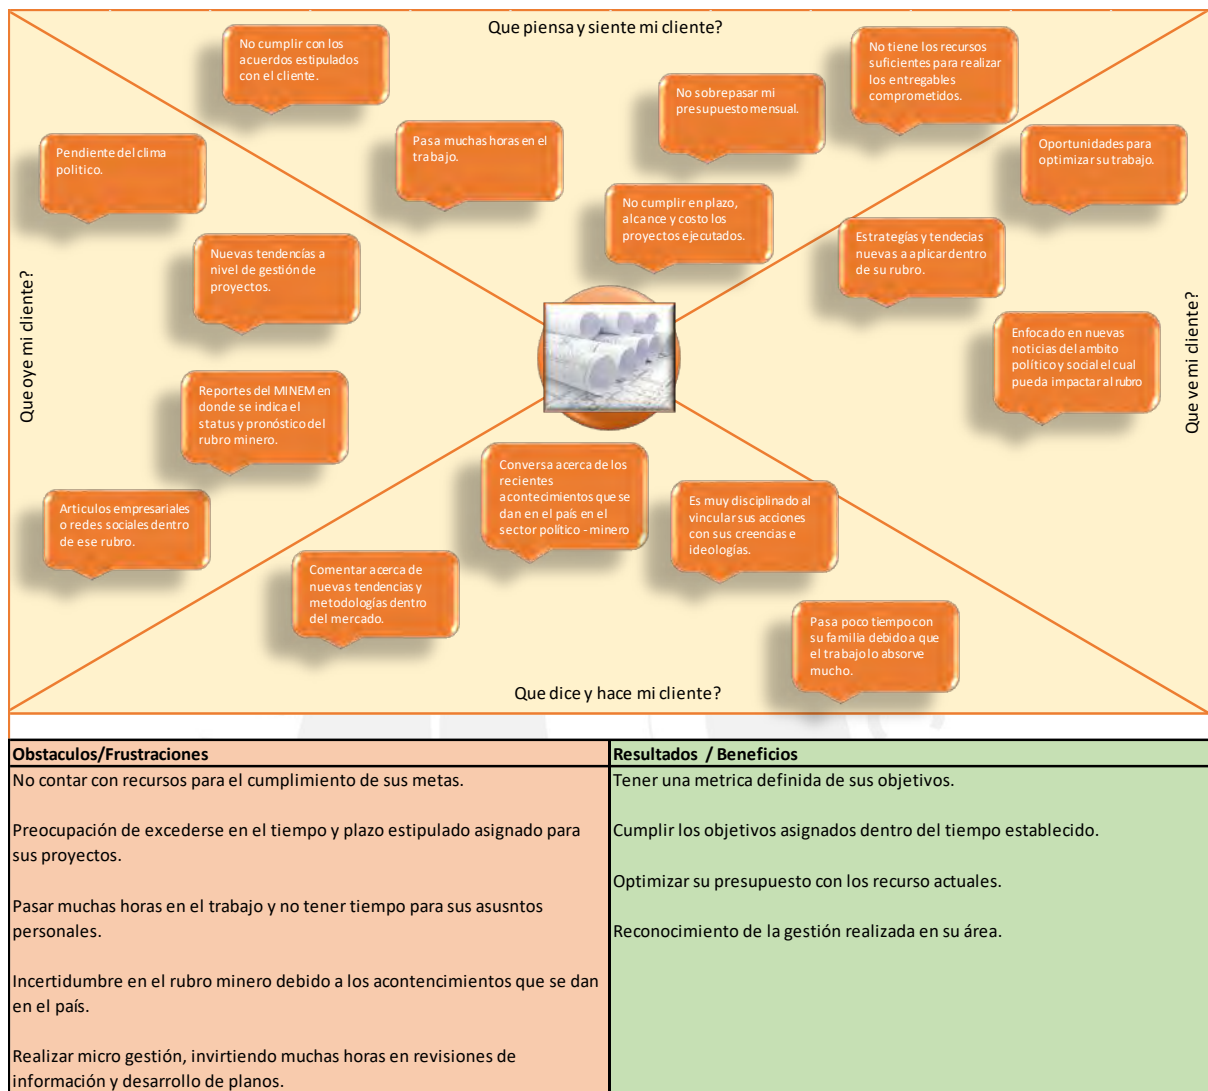 Que piensa y siente mi cliente?
No cumplir con los
acuerdos estipulados
con el cliente.
Pasa muchas horas en el
trabajo.
No sobrepasar mi
presupuesto mensual.
No tiene los recursos
suficientes para realizar
los entregables
comprometidos.
No cumplir en plazo,
alcance y costo los
proyectos ejecutados.
Que oye mi cliente?
Pendiente del clima
politico.
Nuevas tendencías a
nivel de gestión de
proyectos.
Reportes del MINEM en
donde se indica el
status y pronóstico del
rubro minero.
Articulos empresariales
o redes sociales dentro
de ese rubro.
Que ve mi cliente?
Oportunidades para
optimizar su trabajo.
Estrategías y tendecias
nuevas a aplicar dentro
de su rubro.
Enfocado en nuevas
noticias del ambito
político y social el cual
pueda impactar al rubro
Conversa acerca de los
recientes
acontecimientos que se
dan en el país en el
sector político - minero
Es muy disciplinado al
vincular sus acciones
con sus creencias e
ideologías.
Comentar acerca de
nuevas tendencias y
metodologías dentro
del mercado.
Pasa poco tiempo con
su familia debido a que
el trabajo lo absorve
mucho.
Que dice y hace mi cliente?
Obstaculos/Frustraciones
No contar con recursos para el cumplimiento de sus metas.
Preocupación de excederse en el tiempo y plazo estipulado asignado para
sus proyectos.
Pasar muchas horas en el trabajo y no tener tiempo para sus asusntos
personales.
Incertidumbre en el rubro minero debido a los acontencimientos que se dan
en el país.
Realizar micro gestión, invirtiendo muchas horas en revisiones de
información y desarrollo de planos.
Resultados / Beneficios
Tener una metrica definida de sus objetivos.
Cumplir los objetivos asignados dentro del tiempo establecido.
Optimizar su presupuesto con los recurso actuales.
Reconocimiento de la gestión realizada en su área.